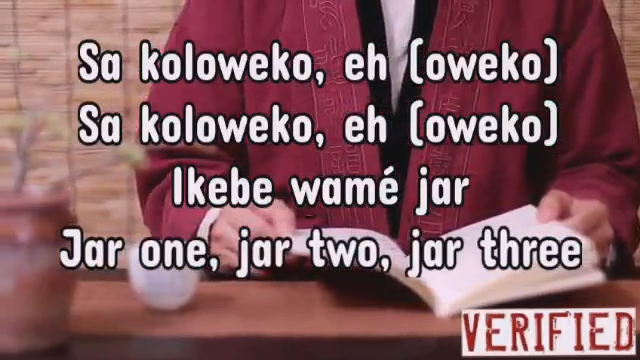 Sa koloweko, eh (oweko)
Sa koloweko, eh (oweko)
Ikebe wamé jar
Jar one, jar two, jar three
VERIFIED